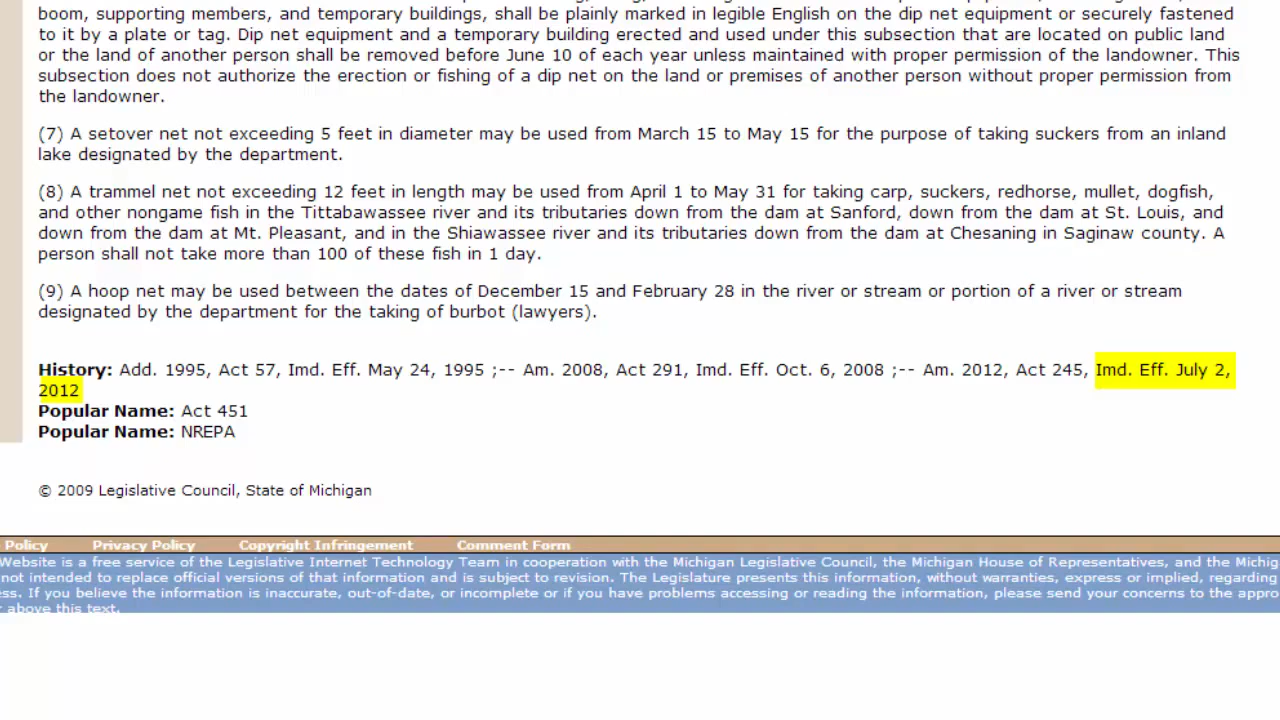 boom, supporting members, and temporary buildings, shall be plainly marked in legible English on the dip net equipment or securely fastened
to it by a plate or tag. Dip net equipment and a temporary building erected and used under this subsection that are located on public land
or the land of another person shall be removed before June 10 of each year unless maintained with proper permission of the landowner. This
subsection does not authorize the erection or fishing of a dip net on the land or premises of another person without proper permission from
the landowner.
(7) A setover net not exceeding 5 feet in diameter may be used from March 15 to May 15 for the purpose of taking suckers from an inland
lake designated by the department.
(8) A trammel net not exceeding 12 feet in length may be used from April 1 to May 31 for taking carp, suckers, redhorse, mullet, dogfish,
and other nongame fish in the Tittabawassee river and its tributaries down from the dam at Sanford, down from the dam at St. Louis, and
down from the dam at Mt. Pleasant, and in the Shiawassee river and its tributaries down from the dam at Chesaning in Saginaw county. A
person shall not take more than 100 of these fish in 1 day.
(9) A hoop net may be used between the dates of December 15 and February 28 in the river or stream or portion of a river or stream
designated by the department for the taking of burbot (lawyers).
History: Add. 1995, Act 57, Imd. Eff. May 24, 1995 ;-- Am. 2008, Act 291, Imd. Eff. Oct. 6, 2008 ;-- Am. 2012, Act 245, Imd. Eff. July 2,
2012
Popular Name: Act 451
Popular Name: NREPA
© 2009 Legislative Council, State of Michigan
Policy Privacy Policy Copyright Infringement Comment Form
Website is a free service of the Legislative Internet Technology Team in cooperation with the Michigan Legislative Council, the Michigan House of Representatives, and the Michig
not intended to replace official versions of that information and is subject to revision. The Legislature presents this information, without warranties, express or implied, regarding
ss. If you believe the information is inaccurate, out-of-date, or incomplete or if you have problems accessing or reading the information, please send your concerns to the appro
above this text.